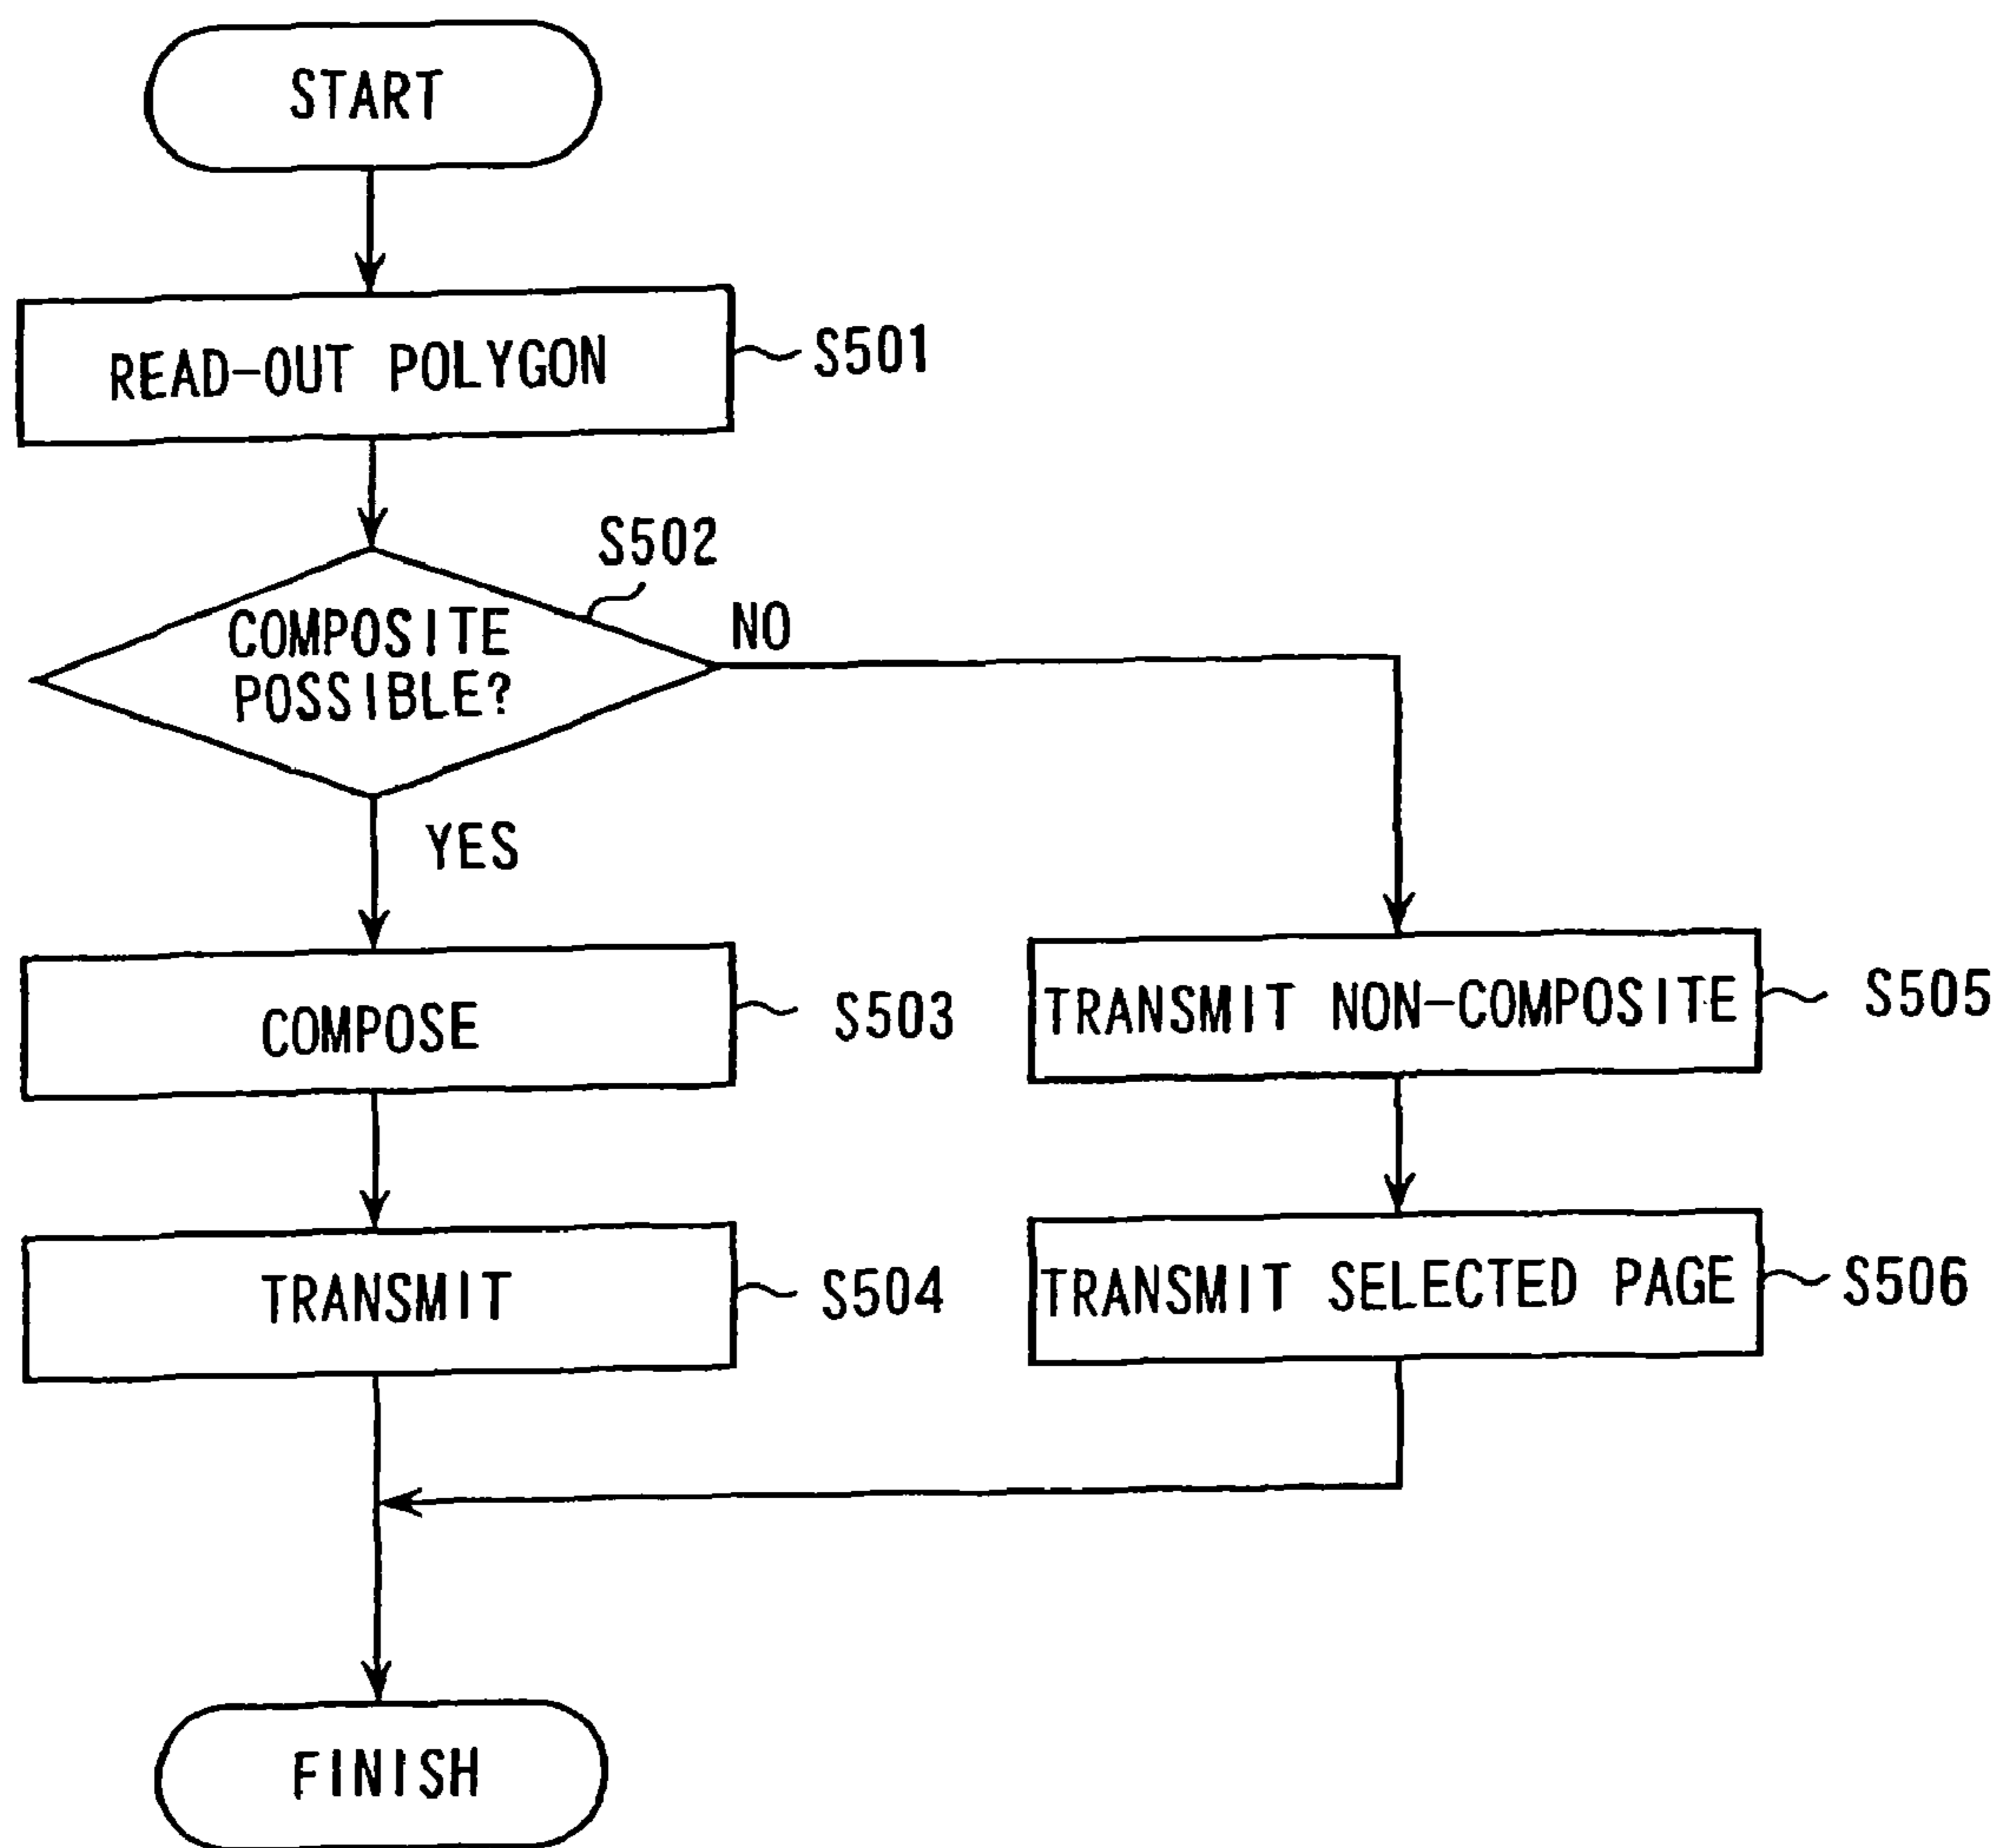 START
READ-OUT POLYGON
S501
S502
COMPOSITE
POSSIBLE?
NO
YES
COMPOSE
S503
TRANSMIT NON-COMPOSITE
S505
TRANSMIT
S504
TRANSMIT SELECTED PAGE
S506
FINISH